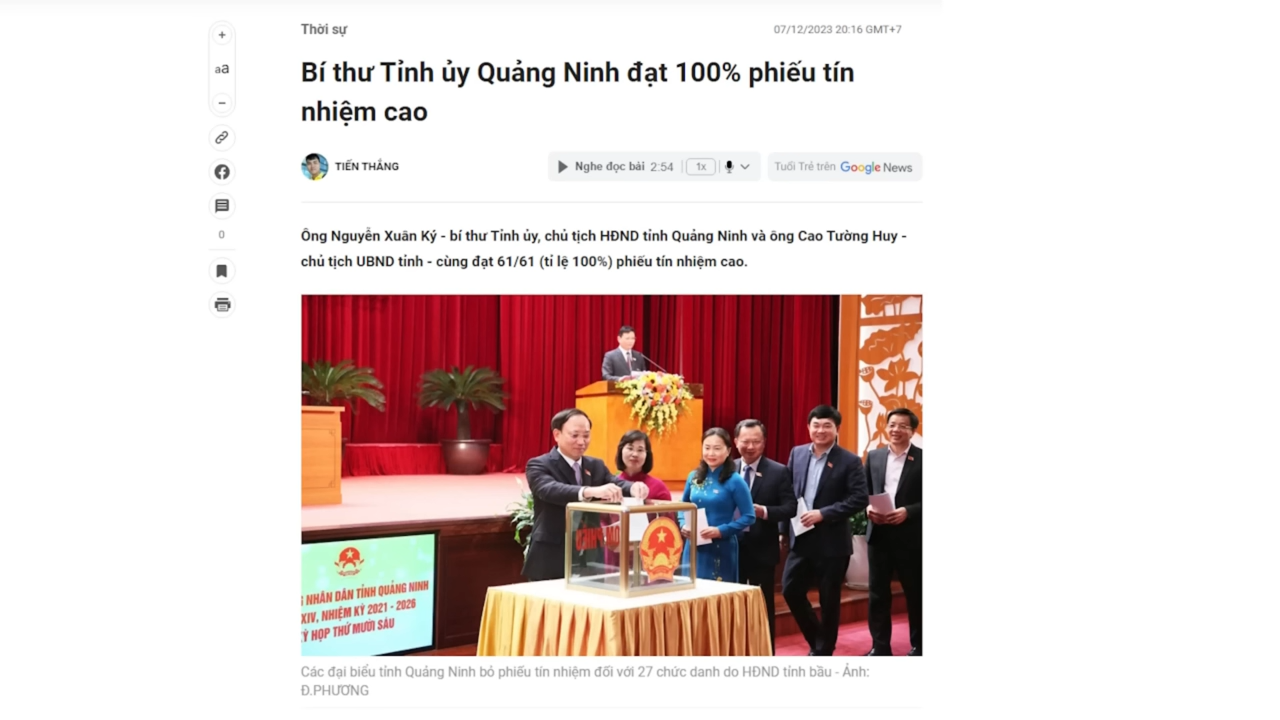 Thời sự
07/12/2023 20:16 GMT+7
Bí thư Tỉnh ủy Quảng Ninh đạt 100% phiếu tín
nhiệm cao
aa
TIẾN THẮNG
Nghe đọc bài 2:54
1x
Tuổi Trẻ trên Google News
0
Ông Nguyễn Xuân Ký - bí thư Tỉnh ủy, chủ tịch HĐND tỉnh Quảng Ninh và ông Cao Tường Huy -
chủ tịch UBND tỉnh - cùng đạt 61/61 (tỉ lệ 100%) phiếu tín nhiệm cao.
NHÂN DÂN TỈNH QUẢNG NINH
XIV, NHIỆM KỲ 2021 - 2026
KỲ HỌP THỨ MƯỜI SÁU
Các đại biểu tỉnh Quảng Ninh bỏ phiếu tín nhiệm đối với 27 chức danh do HĐND tỉnh bầu - Ảnh:
Đ.PHƯƠNG